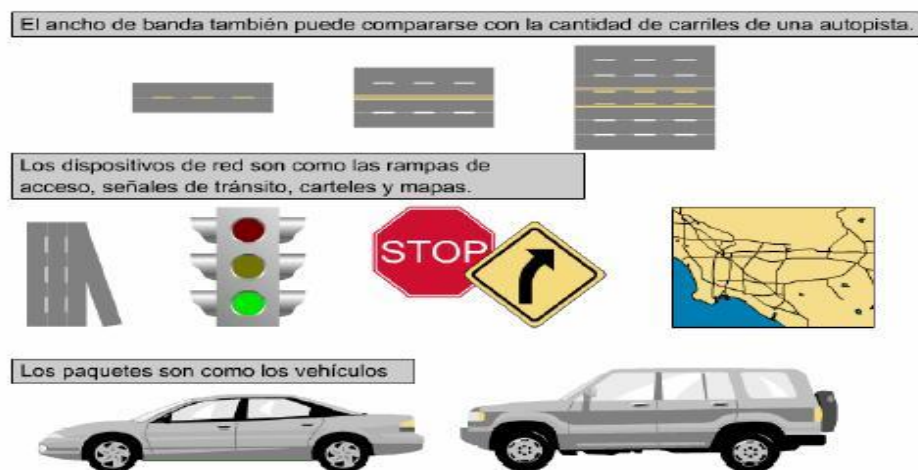 El ancho de banda también puede compararse con la cantidad de carriles de una autopista.
Los dispositivos de red son como las rampas de
acceso, señales de tránsito, carteles y mapas.
STOP
Los paquetes son como los vehículos